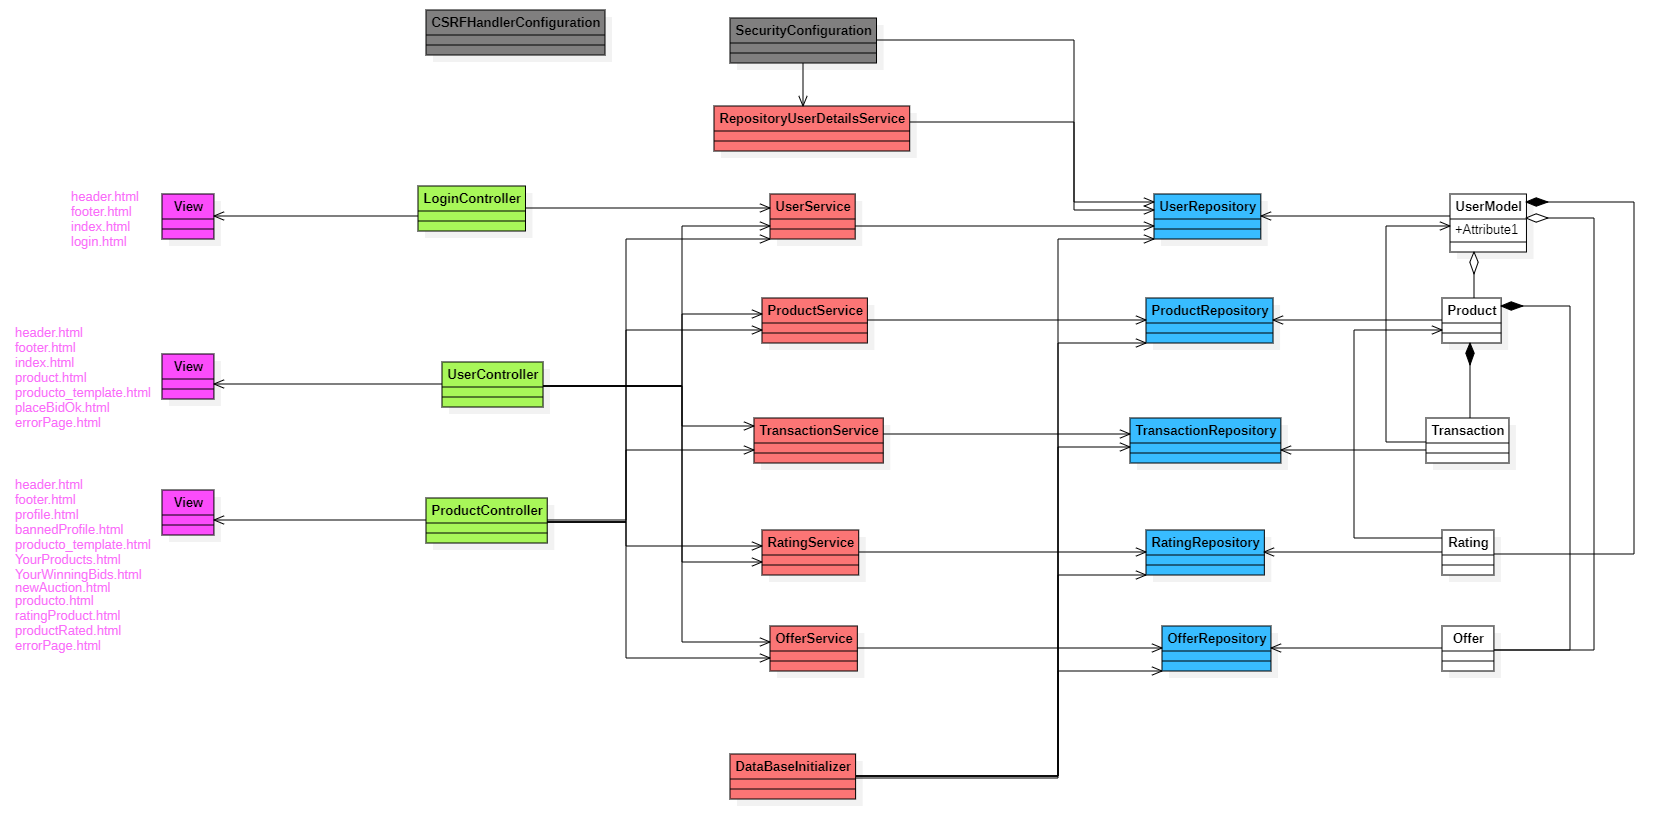 CSRFHandlerConfiguration
SecurityConfiguration
RepositoryUserDetailsService
header.html
footer.html
index.html
login.html
View
LoginController
UserService
UserRepository
UserModel
+Attribute1
ProductService
ProductRepository
Product
header.html
footer.html
index.html
product.html
producto_template.html
placeBidOk.html
errorPage.html
View
UserController
TransactionService
TransactionRepository
Transaction
header.html
footer.html
profile.html
bannedProfile.html
producto_template.html
YourProducts.html
YourWinningBids.html
newAuction.html
producto.html
ratingProduct.html
productRated.html
errorPage.html
View
ProductController
RatingService
RatingRepository
Rating
OfferService
OfferRepository
Offer
DataBaseInitializer